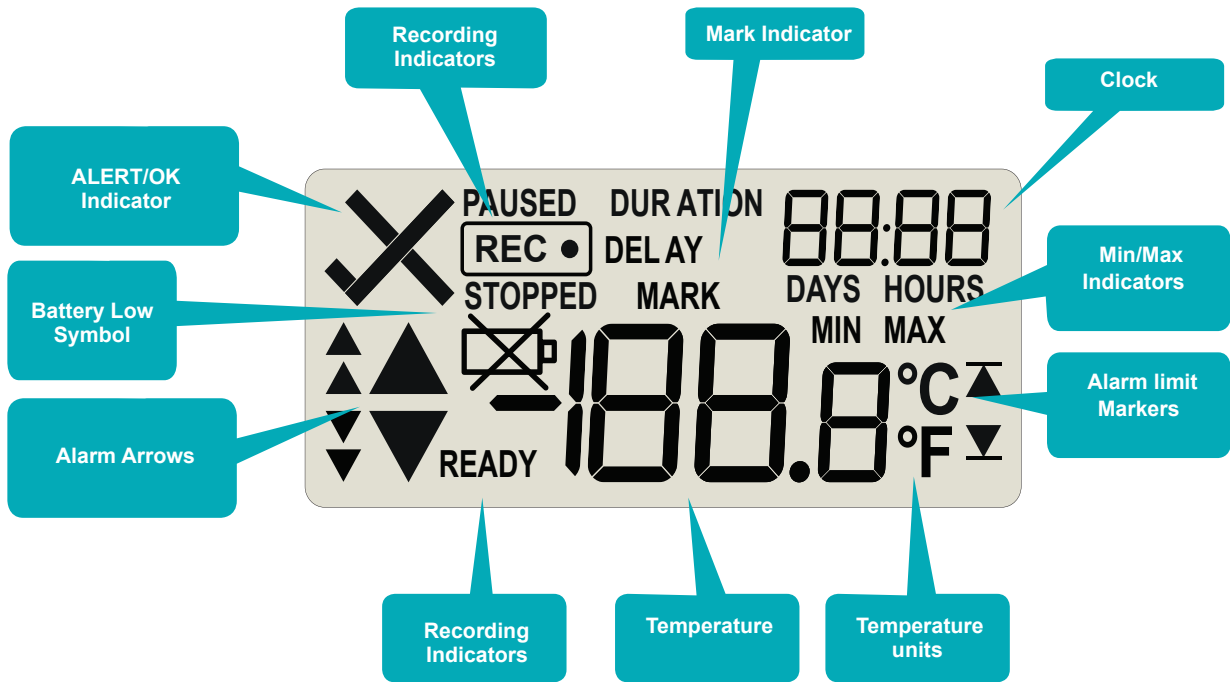 Recording
Indicators
Mark Indicator
Clock
ALERT/OK
Indicator
PAUSED DURATION 88:88
REC DELAY
STOPPED MARK DAYS HOURS
MIN MAX
Min/Max
Indicators
Battery Low
Symbol
-188.8 °C
°F
READY
Alarm limit
Markers
Alarm Arrows
Recording
Indicators
Temperature
Temperature
units